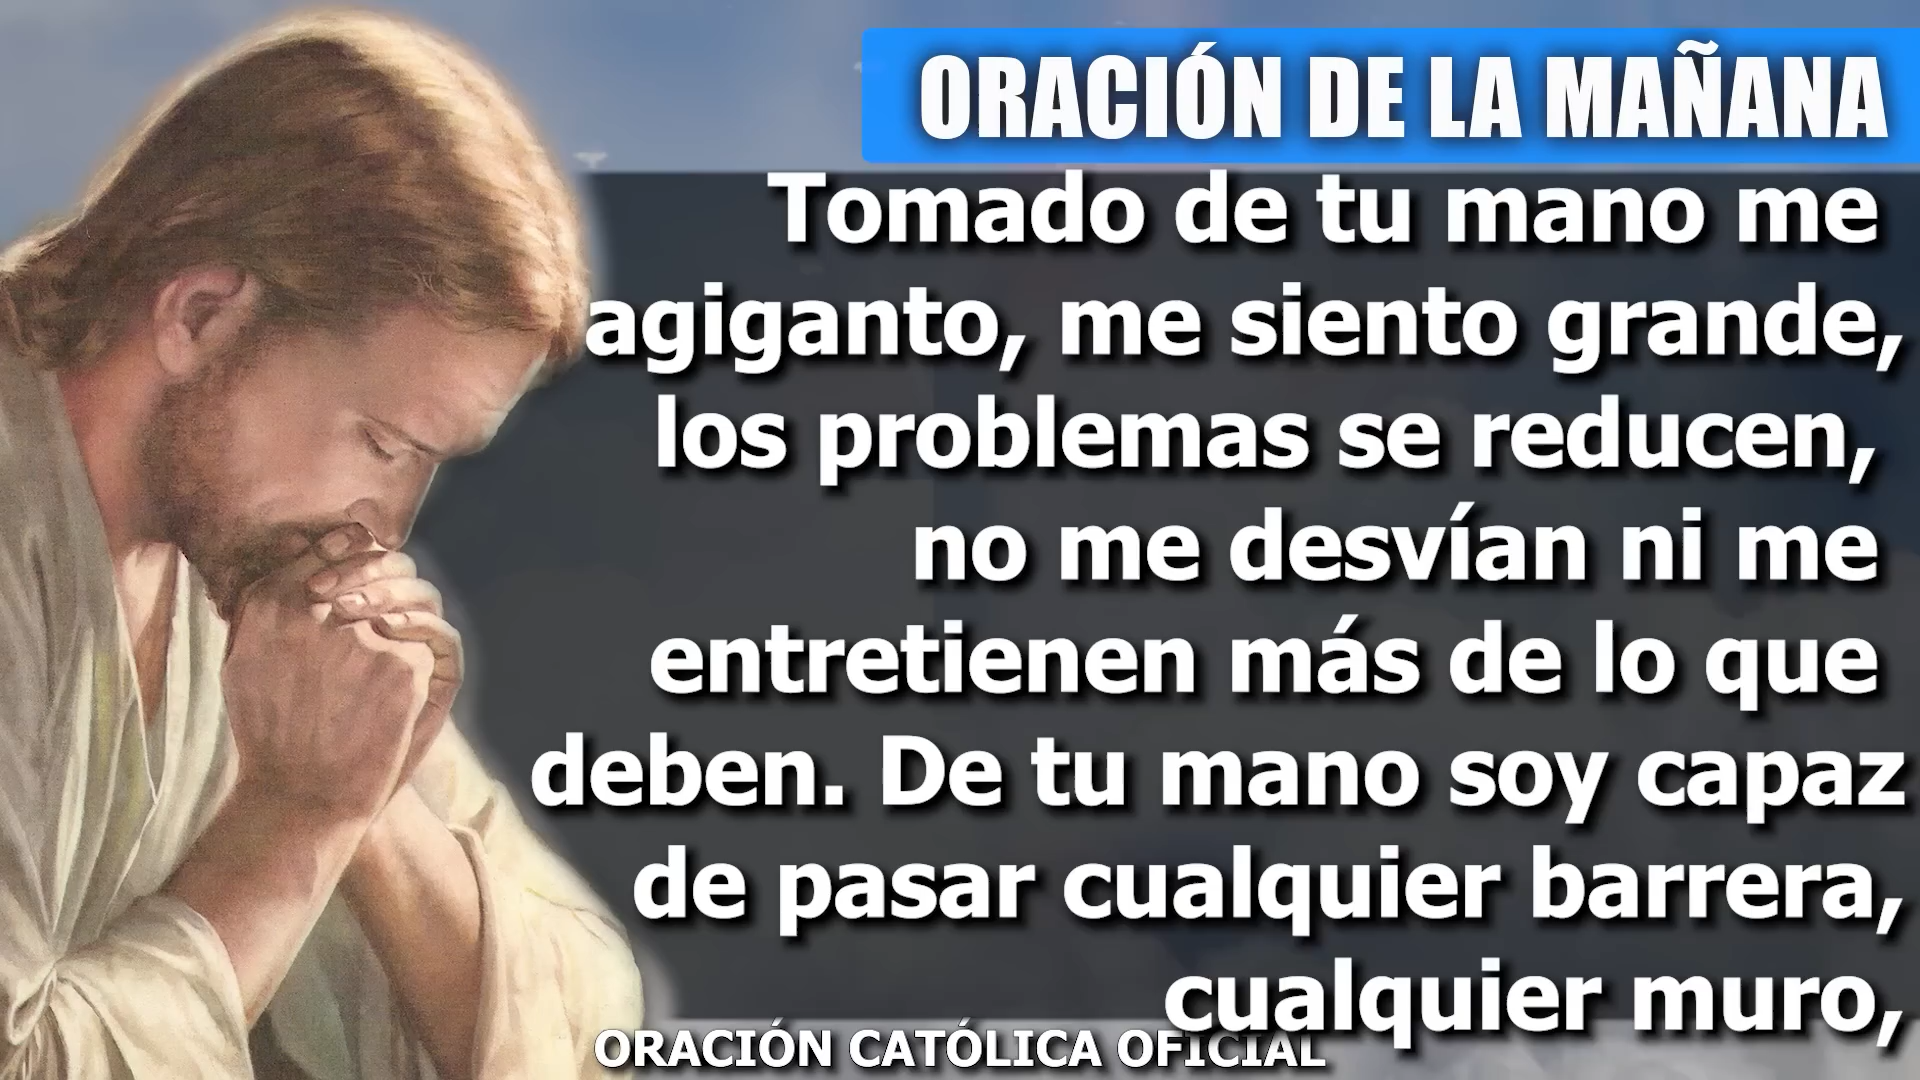 ORACIÓN DE LA MAÑANA
Tomado de tu mano me
agiganto, me siento grande,
los problemas se reducen,
no me desvían ni me
entretienen más de lo que
deben. De tu mano soy capaz
de pasar cualquier barrera,
cualquier muro,
ORACIÓN CATÓLICA OFICIAL